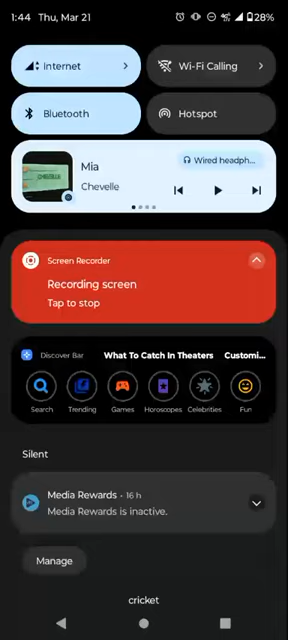 1:44 Thu, Mar 21 28%
Internet
Wi-Fi Calling
Bluetooth
Hotspot
Mia
Wired headph...
Chevelle
Screen Recorder
Recording screen
Tap to stop
Discover Bar What To Catch In Theaters Customi...
Search Trending Games Horoscopes Celebrities Fun
Silent
Media Rewards • 16 h
Media Rewards is inactive.
Manage
cricket